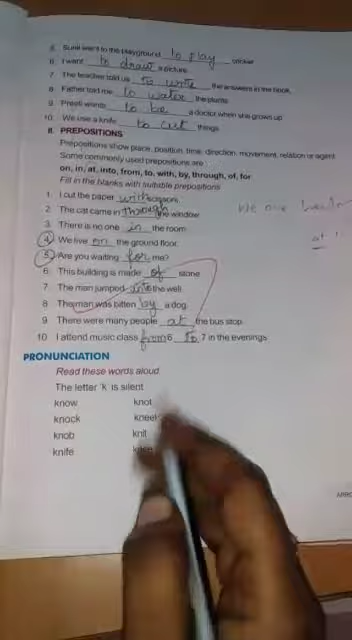 5. Sunil went to the playground to play cricket
6. I want to draw a picture.
7. The teacher told us to write the answers in the book.
8. Father told me to water the plants
9. Preeti wants to be a doctor when she grows up
10. We use a knife to cut things
II. PREPOSITIONS
Prepositions show place, position, time, direction, movement, relation or agent
Some commonly used prepositions are
on, in, at, into, from, to, with, by, through, of, for
Fill in the blanks with suitable prepositions
1. I cut the paper with scissors.
2. The cat came in through the window
3. There is no one in the room
4. We live on the ground floor.
5. Are you waiting for me?
6. This building is made of stone
7. The man jumped into the well.
8. The man was bitten by a dog.
9. There were many people at the bus stop.
10. I attend music class from 6 to 7 in the evenings
We are
at
PRONUNCIATION
Read these words aloud
The letter 'k' is silent
know knot
knock kneel
knob knit
knife